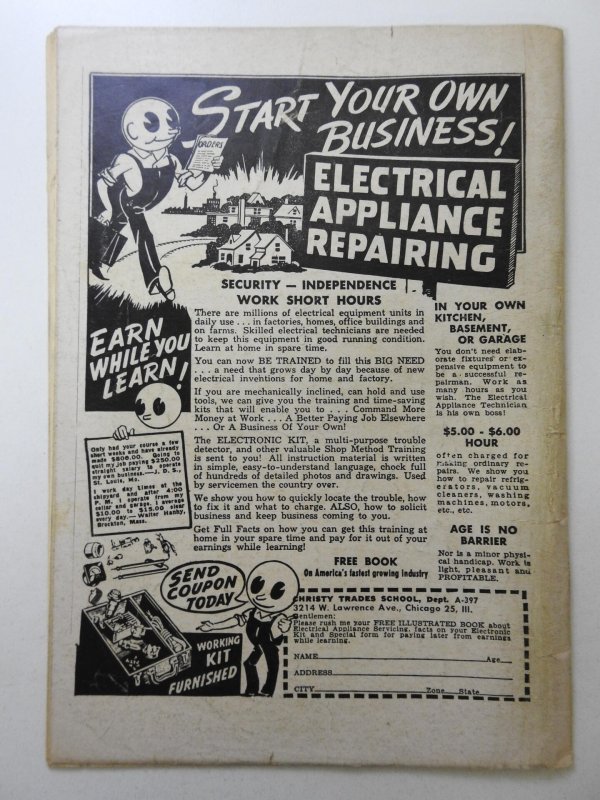 START YOUR OWN
BUSINESS!
ORDERS
ELECTRICAL
APPLIANCE
REPAIRING
SECURITY — INDEPENDENCE
WORK SHORT HOURS
There are millions of electrical equipment units in
daily use . . . in factories, homes, office buildings and
on farms. Skilled electrical technicians are needed
to keep this equipment in good running condition.
Learn at home in spare time.
You can now BE TRAINED to fill this BIG NEED
. . . a need that grows day by day because of new
electrical inventions for home and factory.
If you are mechanically inclined, can hold and use
tools, we can give you the training and time-saving
kits that will enable you to . . . Command More
Money at Work . . . A Better Paying Job Elsewhere
. . . Or A Business Of Your Own!
The ELECTRONIC KIT, a multi-purpose trouble
detector, and other valuable Shop Method Training
is sent to you! All instruction material is written
in simple, easy-to-understand language, chock full
of hundreds of detailed photos and drawings. Used
by servicemen the country over.
We show you how to quickly locate the trouble, how
to fix it and what to charge. ALSO, how to solicit
business and keep business coming to you.
Get Full Facts on how you can get this training at
home in your spare time and pay for it out of your
earnings while learning!
FREE BOOK
On America's fastest growing industry
IN YOUR OWN
KITCHEN,
BASEMENT,
OR GARAGE
You don't need elab-
orate fixtures or ex-
pensive equipment to
be a successful re-
pairman. Work as
many hours as you
wish. The Electrical
Appliance Technician
is his own boss!
$5.00 - $6.00
HOUR
often charged for
making ordinary re-
pairs. We show you
how to repair refrig-
erators, vacuum
cleaners, washing
machines, motors,
etc., etc.
AGE IS NO
BARRIER
Nor is a minor physi-
cal handicap. Work is
light, pleasant and
PROFITABLE.
EARN
WHILE YOU
LEARN!
Only had your course a few
short weeks and have already
made $806.00. Going to
quit my job paying $250.00
straight salary to operate
my own business.—J. D. S.,
St. Louis, Mo.
I work day times at the
shipyard and after 4:00
P. M. I operate from my
cellar and garage. I average
$10.00 to $15.00 clear
every day.—Walter Hanby,
Brockton, Mass.
SEND
COUPON
TODAY
WORKING
KIT
FURNISHED
CHRISTY TRADES SCHOOL, Dept. A-397
3214 W. Lawrence Ave., Chicago 25, Ill.
Gentlemen:
Please rush me your FREE ILLUSTRATED BOOK about
Electrical Appliance Servicing, facts on your Electronic
Kit and Special form for paying later from earnings
while learning.
NAME Age
ADDRESS
CITY Zone State